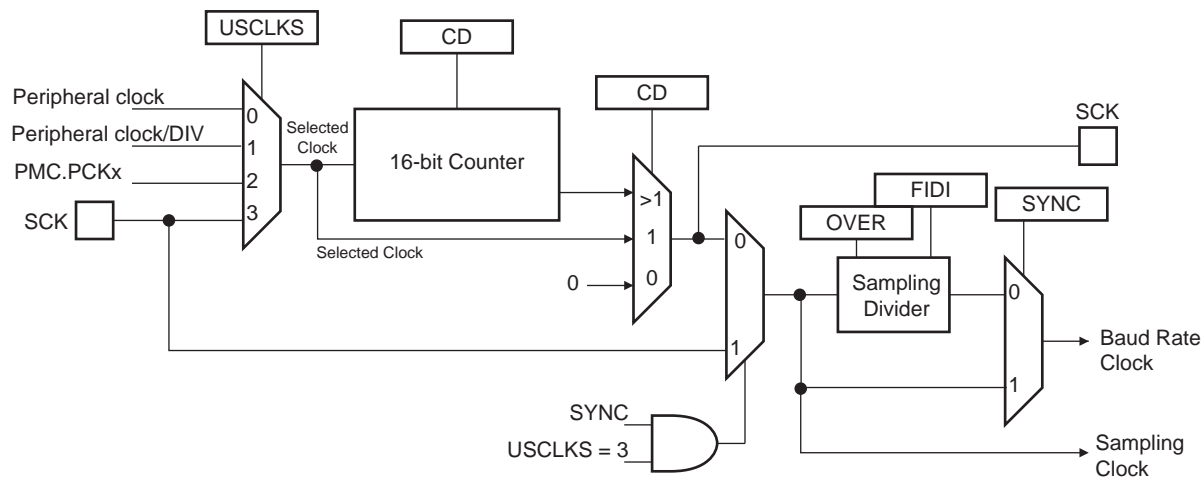 USCLKS
CD
CD
SCK
Peripheral clock
0
Peripheral clock/DIV
1
PMC.PCKx
2
SCK
3
Selected
Clock
16-bit Counter
Selected Clock
>1
1
0
0
0
1
FIDI
OVER
SYNC
Sampling
Divider
0
1
Baud Rate
Clock
SYNC
USCLKS = 3
Sampling
Clock